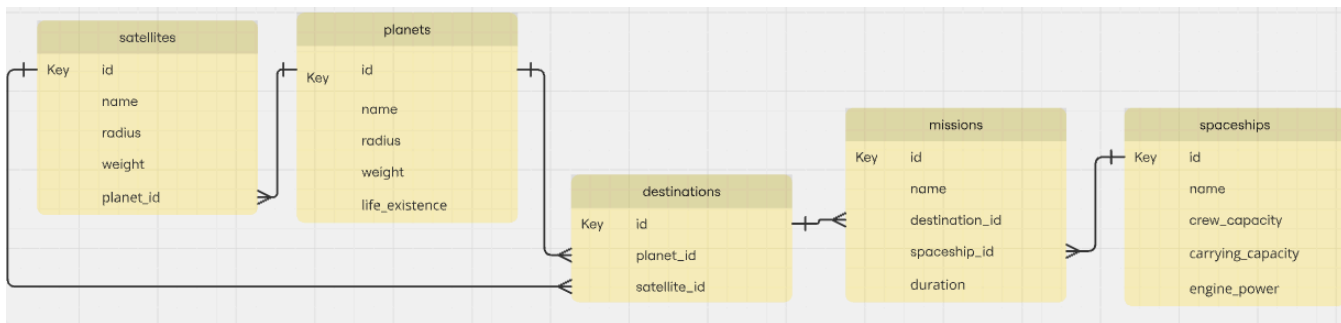 satellites
Key id
name
radius
weight
planet_id
planets
Key id
name
radius
weight
life_existence
destinations
Key id
planet_id
satellite_id
missions
Key id
name
destination_id
spaceship_id
duration
spaceships
Key id
name
crew_capacity
carrying_capacity
engine_power